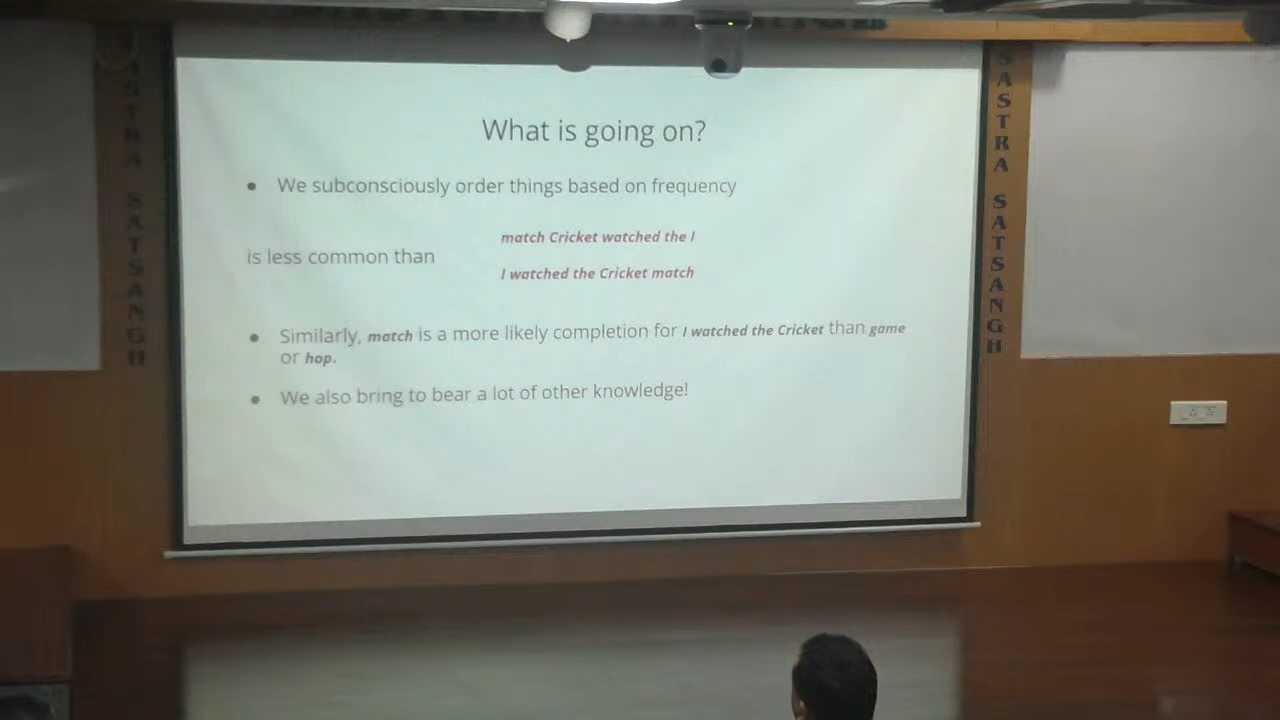 What is going on?
We subconsciously order things based on frequency
match Cricket watched the I
is less common than
I watched the Cricket match
Similarly, match is a more likely completion for I watched the Cricket than game
or hop.
We also bring to bear a lot of other knowledge!
SASTRA SATSANGH
SASTRA SATSANGH